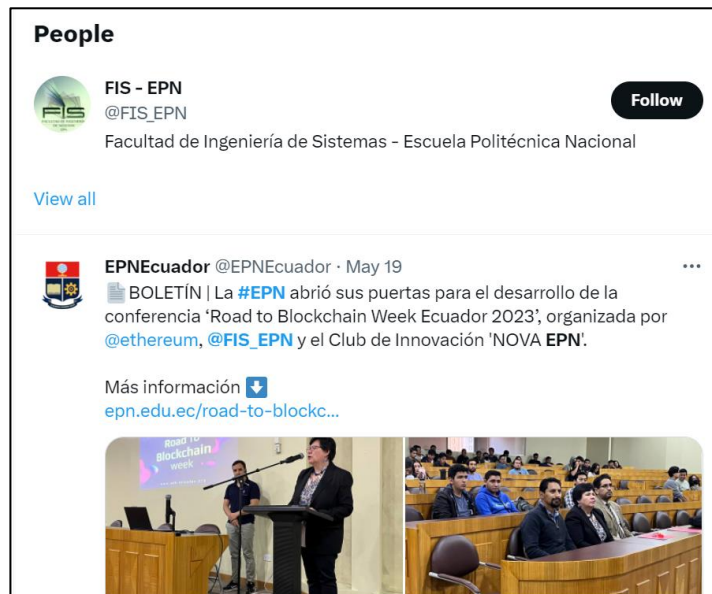 People
FIS - EPN
@FIS_EPN
Follow
Facultad de Ingeniería de Sistemas - Escuela Politécnica Nacional
View all
EPNEcuador @EPNEcuador · May 19
BOLETÍN | La #EPN abrió sus puertas para el desarrollo de la
conferencia ‘Road to Blockchain Week Ecuador 2023’, organizada por
@ethereum, @FIS_EPN y el Club de Innovación 'NOVA EPN'.
Más información
epn.edu.ec/road-to-blockc...
FIS
Road to
Blockchain
week